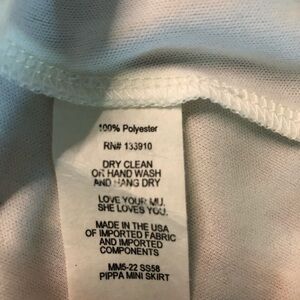 100% Polyester
RN# 133910
DRY CLEAN
OR HAND WASH
AND HANG DRY
LOVE YOUR MU.
SHE LOVES YOU.
MADE IN THE USA
OF IMPORTED FABRIC
AND IMPORTED
COMPONENTS
MM5-22 SS58
PIPPA MINI SKIRT